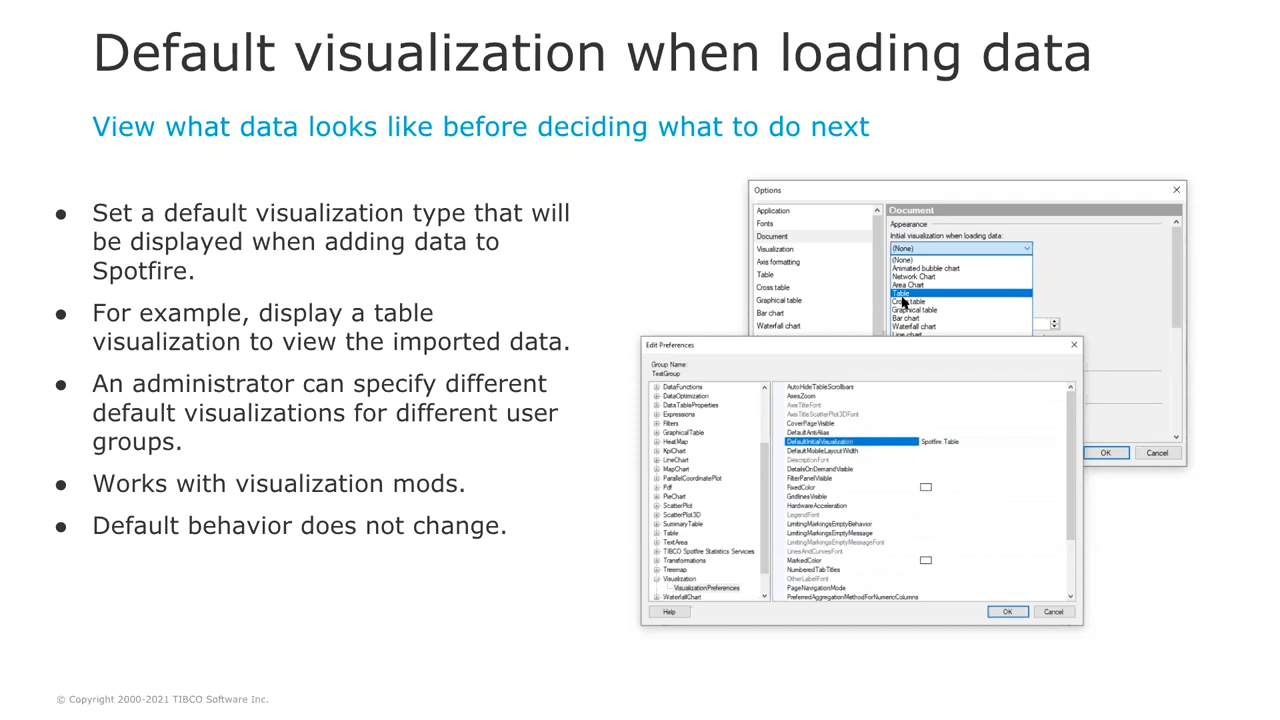 Default visualization when loading data
View what data looks like before deciding what to do next
● Set a default visualization type that will
be displayed when adding data to
Spotfire.
● For example, display a table
visualization to view the imported data.
● An administrator can specify different
default visualizations for different user
groups.
● Works with visualization mods.
● Default behavior does not change.
Options
Application
Fonts
Document
Visualization
Axis formatting
Table
Cross table
Graphical table
Bar chart
Waterfall chart
Document
Appearance
Initial visualization when loading data:
(None)
(None)
Animated bubble chart
Network Chart
Area Chart
Table
Cross table
Graphical table
Bar chart
Waterfall chart
Line chart
OK
Cancel
Edit Preferences
Group Name:
TestGroup
DataFunctions
DataOptimization
DataTableProperties
Expressions
Filters
GraphicalTable
HeatMap
KpiChart
LineChart
MapChart
ParallelCoordinatePlot
Pdf
PieChart
ScatterPlot
ScatterPlot3D
SummaryTable
Table
TextArea
TIBCO Spotfire Statistics Services
Transformations
Treemap
Visualization
VisualizationPreferences
WaterfallChart
AutoHideTableScrollbars
AxesZoom
AxisTitleFont
AxisTitleScatterPlot3DFont
CoverPageVisible
DefaultAntiAlias
DefaultInitialVisualization Spotfire.Table
DefaultMobileLayoutWidth
DescriptionFont
DetailsOnDemandVisible
FilterPanelVisible
FixedColor
GridlinesVisible
HardwareAcceleration
LegendFont
LimitingMarkingsEmptyBehavior
LimitingMarkingsEmptyMessage
LimitingMarkingsEmptyMessageFont
LinesAndCurvesFont
MarkedColor
NumberedTabTitles
OtherLabelFont
PageNavigationMode
PreferredAggregationMethodForNumericColumns
Help
OK
Cancel
© Copyright 2000-2021 TIBCO Software Inc.